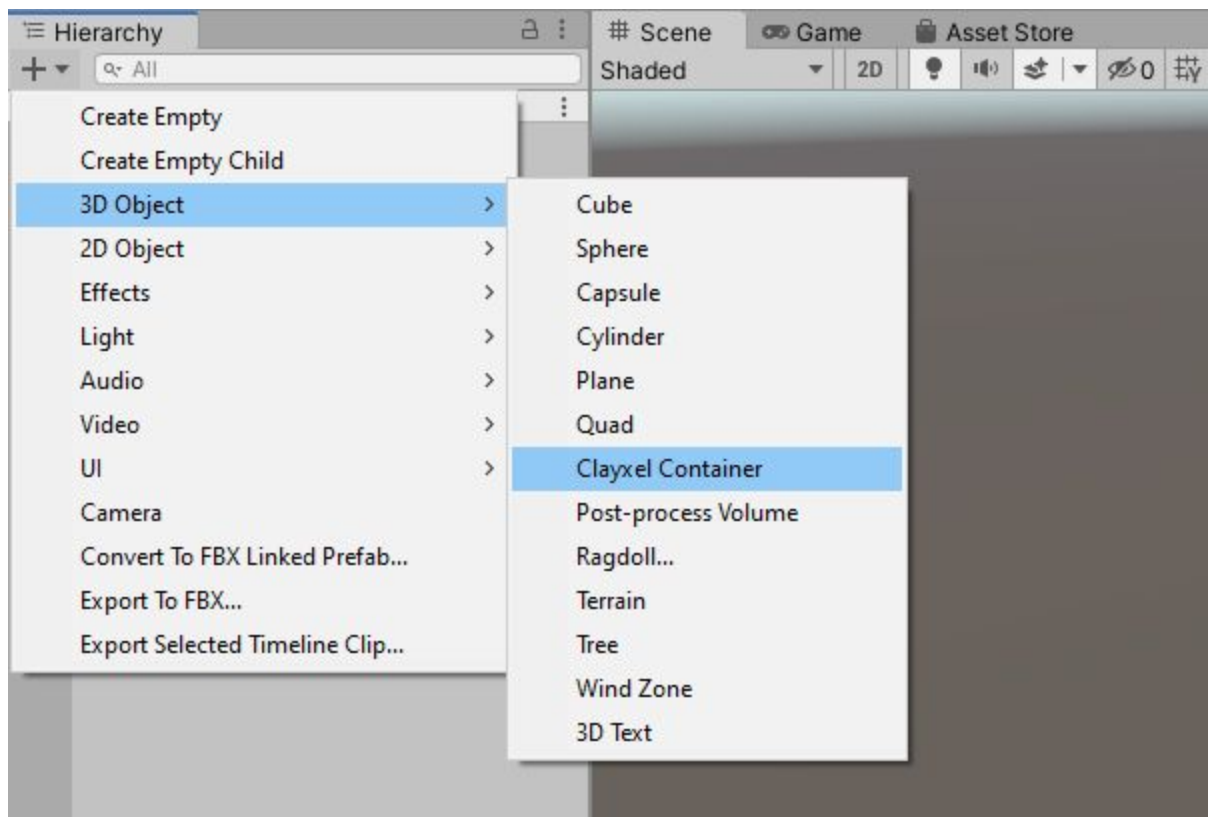 Hierarchy
All
Scene
Game
Asset Store
Shaded
2D
0
Create Empty
Create Empty Child
3D Object
2D Object
Effects
Light
Audio
Video
UI
Camera
Convert To FBX Linked Prefab...
Export To FBX...
Export Selected Timeline Clip...
Cube
Sphere
Capsule
Cylinder
Plane
Quad
Clayxel Container
Post-process Volume
Ragdoll...
Terrain
Tree
Wind Zone
3D Text